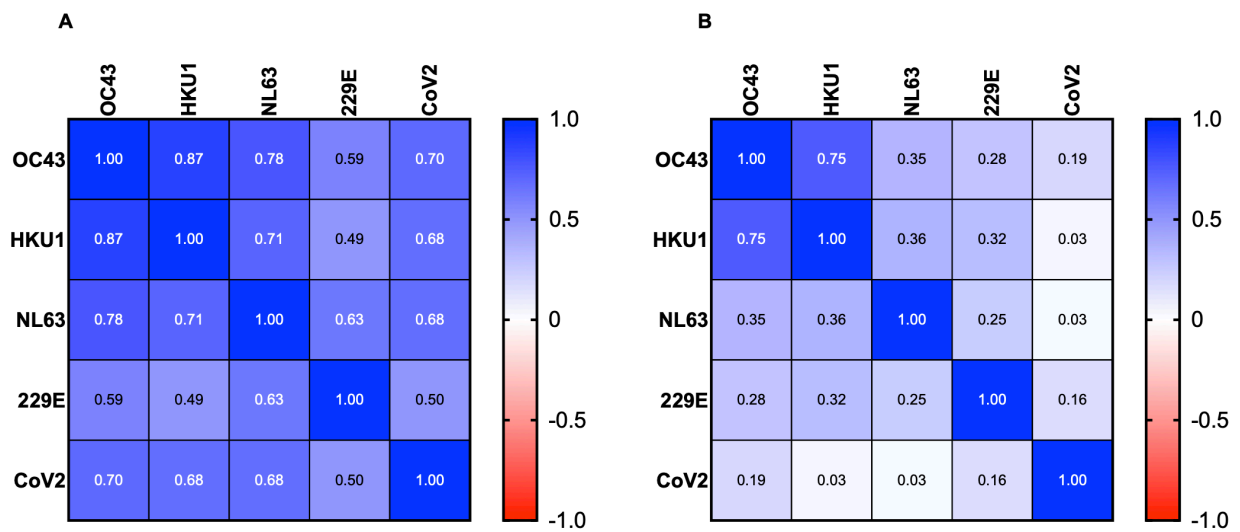 A
OC43 HKU1 NL63 229E CoV2
OC43 1.00 0.87 0.78 0.59 0.70
HKU1 0.87 1.00 0.71 0.49 0.68
NL63 0.78 0.71 1.00 0.63 0.68
229E 0.59 0.49 0.63 1.00 0.50
CoV2 0.70 0.68 0.68 0.50 1.00
1.0
0.5
0
-0.5
-1.0
B
OC43 HKU1 NL63 229E CoV2
OC43 1.00 0.75 0.35 0.28 0.19
HKU1 0.75 1.00 0.36 0.32 0.03
NL63 0.35 0.36 1.00 0.25 0.03
229E 0.28 0.32 0.25 1.00 0.16
CoV2 0.19 0.03 0.03 0.16 1.00
1.0
0.5
0
-0.5
-1.0